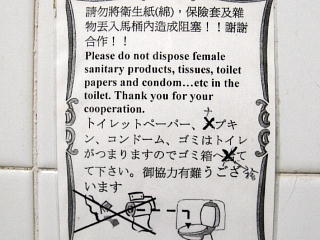 請勿將衛生紙(綿)，保險套及雜
物丟入馬桶內造成阻塞！！謝謝
合作！！
Please do not dispose female
sanitary products, tissues, toilet
papers and condom…etc in the
toilet. Thank you for your
cooperation.
トイレットペーパー、ナプキ
ン、コンドーム、ゴミはトイレ
がつまりますのでゴミ箱へ
て下さい。御協力有難うござ
います